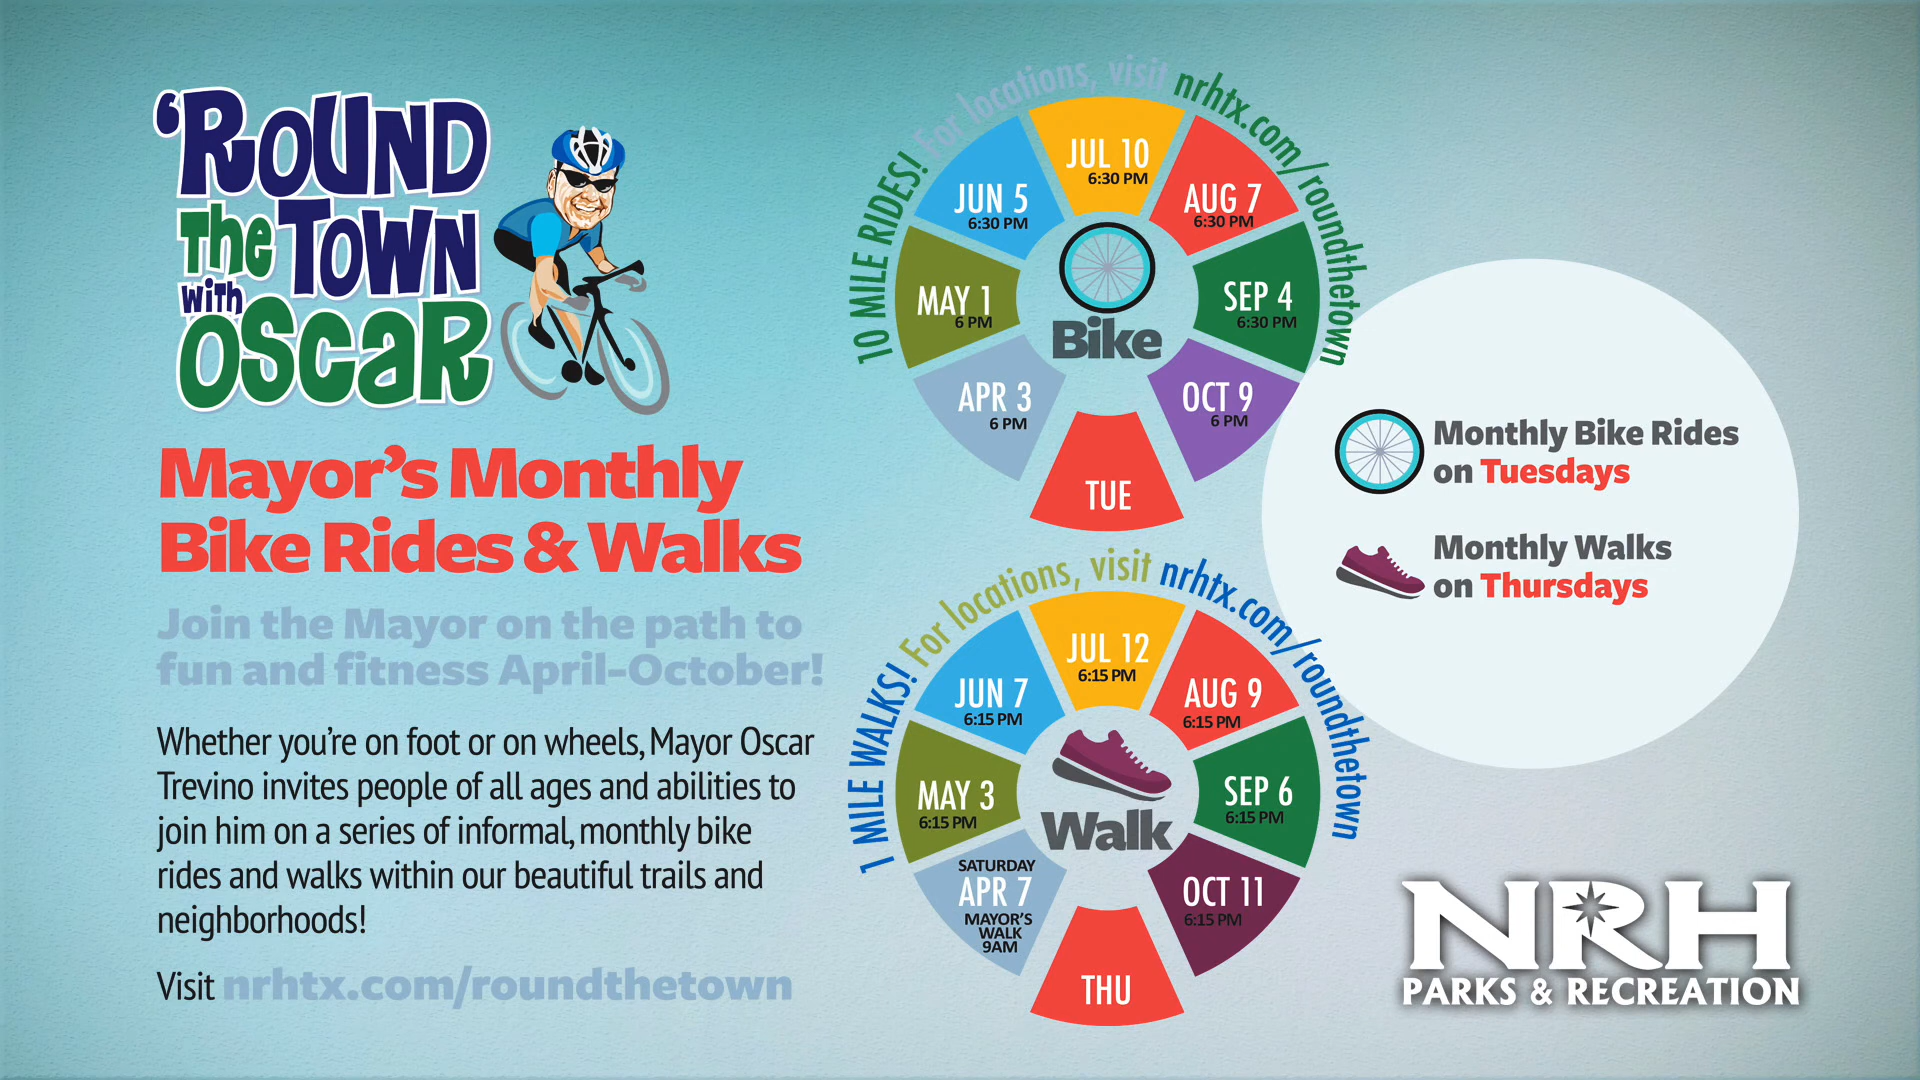 'ROUND
The TOWN
with
OSCaR
Mayor's Monthly
Bike Rides & Walks
Join the Mayor on the path to
fun and fitness April-October!
Whether you're on foot or on wheels, Mayor Oscar
Trevino invites people of all ages and abilities to
join him on a series of informal, monthly bike
rides and walks within our beautiful trails and
neighborhoods!
Visit nrhtx.com/roundthetown
10 MILE RIDES! For locations, visit nrhtx.com/roundthetown
APR 3
6 PM
MAY 1
6 PM
JUN 5
6:30 PM
JUL 10
6:30 PM
AUG 7
6:30 PM
SEP 4
6:30 PM
OCT 9
6 PM
TUE
Bike
1 MILE WALKS! For locations, visit nrhtx.com/roundthetown
SATURDAY
APR 7
MAYOR'S
WALK
9AM
MAY 3
6:15 PM
JUN 7
6:15 PM
JUL 12
6:15 PM
AUG 9
6:15 PM
SEP 6
6:15 PM
OCT 11
6:15 PM
THU
Walk
Monthly Bike Rides
on Tuesdays
Monthly Walks
on Thursdays
NRH
PARKS & RECREATION